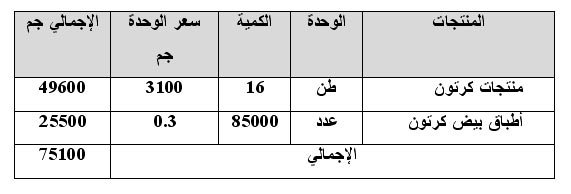 المنتجات الوحدة الكمية سعر الوحدة جم الإجمالي جم
منتجات كرتون طن 16 3100 49600
أطباق بيض كرتون عدد 85000 0.3 25500
الإجمالي 75100